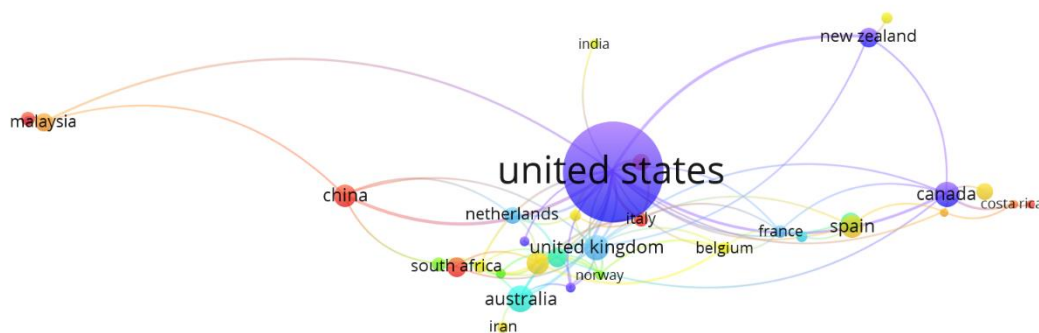 new zealand
india
malaysia
united states
china
canada
costa rica
netherlands
italy
spain
france
united kingdom
belgium
south africa
norway
australia
iran